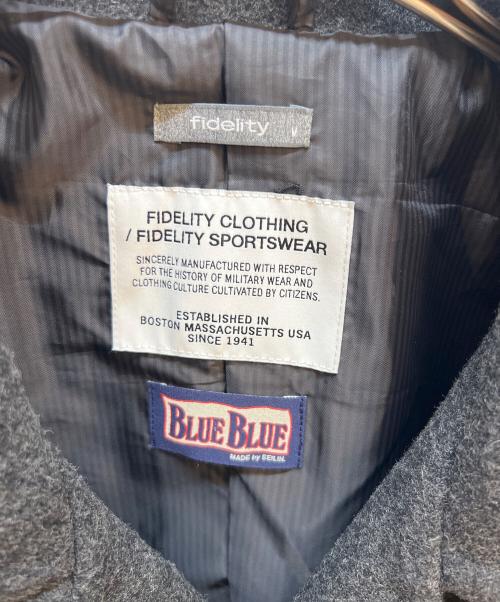 fidelity
FIDELITY CLOTHING
/ FIDELITY SPORTSWEAR
SINCERELY MANUFACTURED WITH RESPECT
FOR THE HISTORY OF MILITARY WEAR AND
CLOTHING CULTURE CULTIVATED BY CITIZENS.
ESTABLISHED IN
BOSTON MASSACHUSETTS USA
SINCE 1941
BLUE BLUE
MADE by SEILIN.